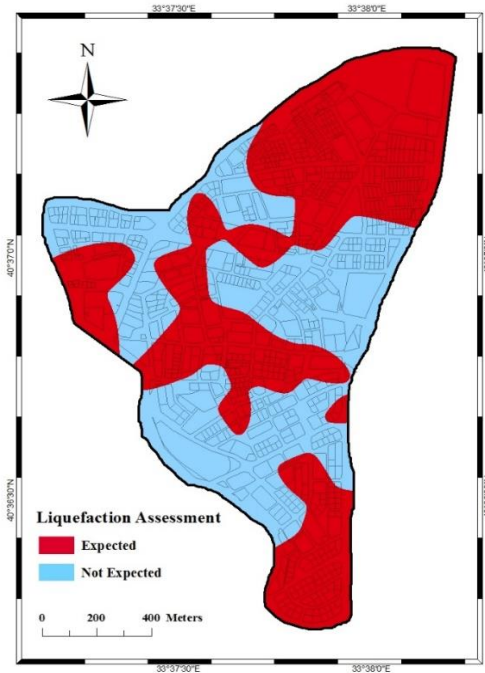 33°37'30"E 33°38'0"E
N
40°37'0"N
40°36'30"N
Liquefaction Assessment
Expected
Not Expected
0 200 400 Meters
33°37'30"E 33°38'0"E